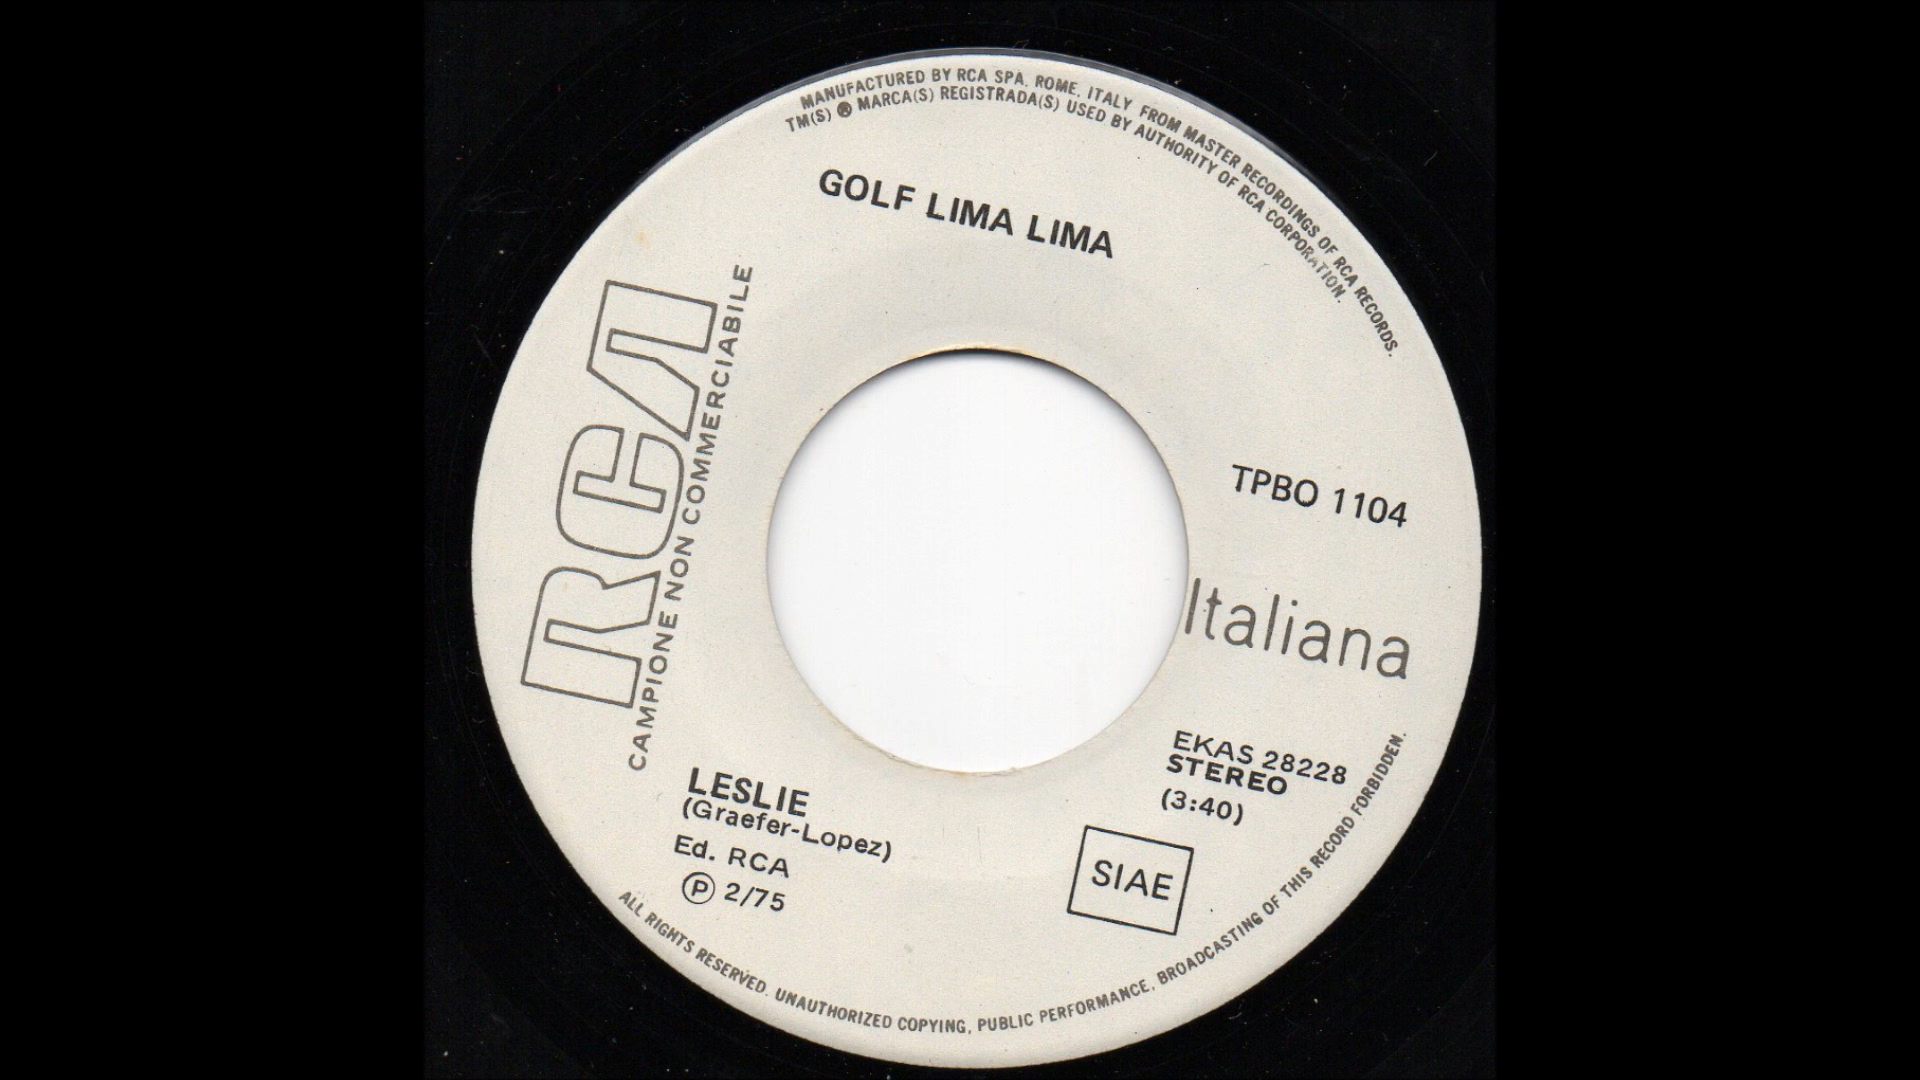 MANUFACTURED BY RCA SPA. ROME. ITALY FROM MASTER RECORDINGS OF RCA RECORDS.
TM(S) ® MARCA(S) REGISTRADA(S) USED BY AUTHORITY OF RCA CORPORATION.
GOLF LIMA LIMA
RCA
CAMPIONE NON COMMERCIABILE
TPBO 1104
Italiana
EKAS 28228
STEREO
(3:40)
SIAE
LESLIE
(Graefer-Lopez)
Ed. RCA
Ⓟ 2/75
ALL RIGHTS RESERVED. UNAUTHORIZED COPYING, PUBLIC PERFORMANCE, BROADCASTING OF THIS RECORD FORBIDDEN.